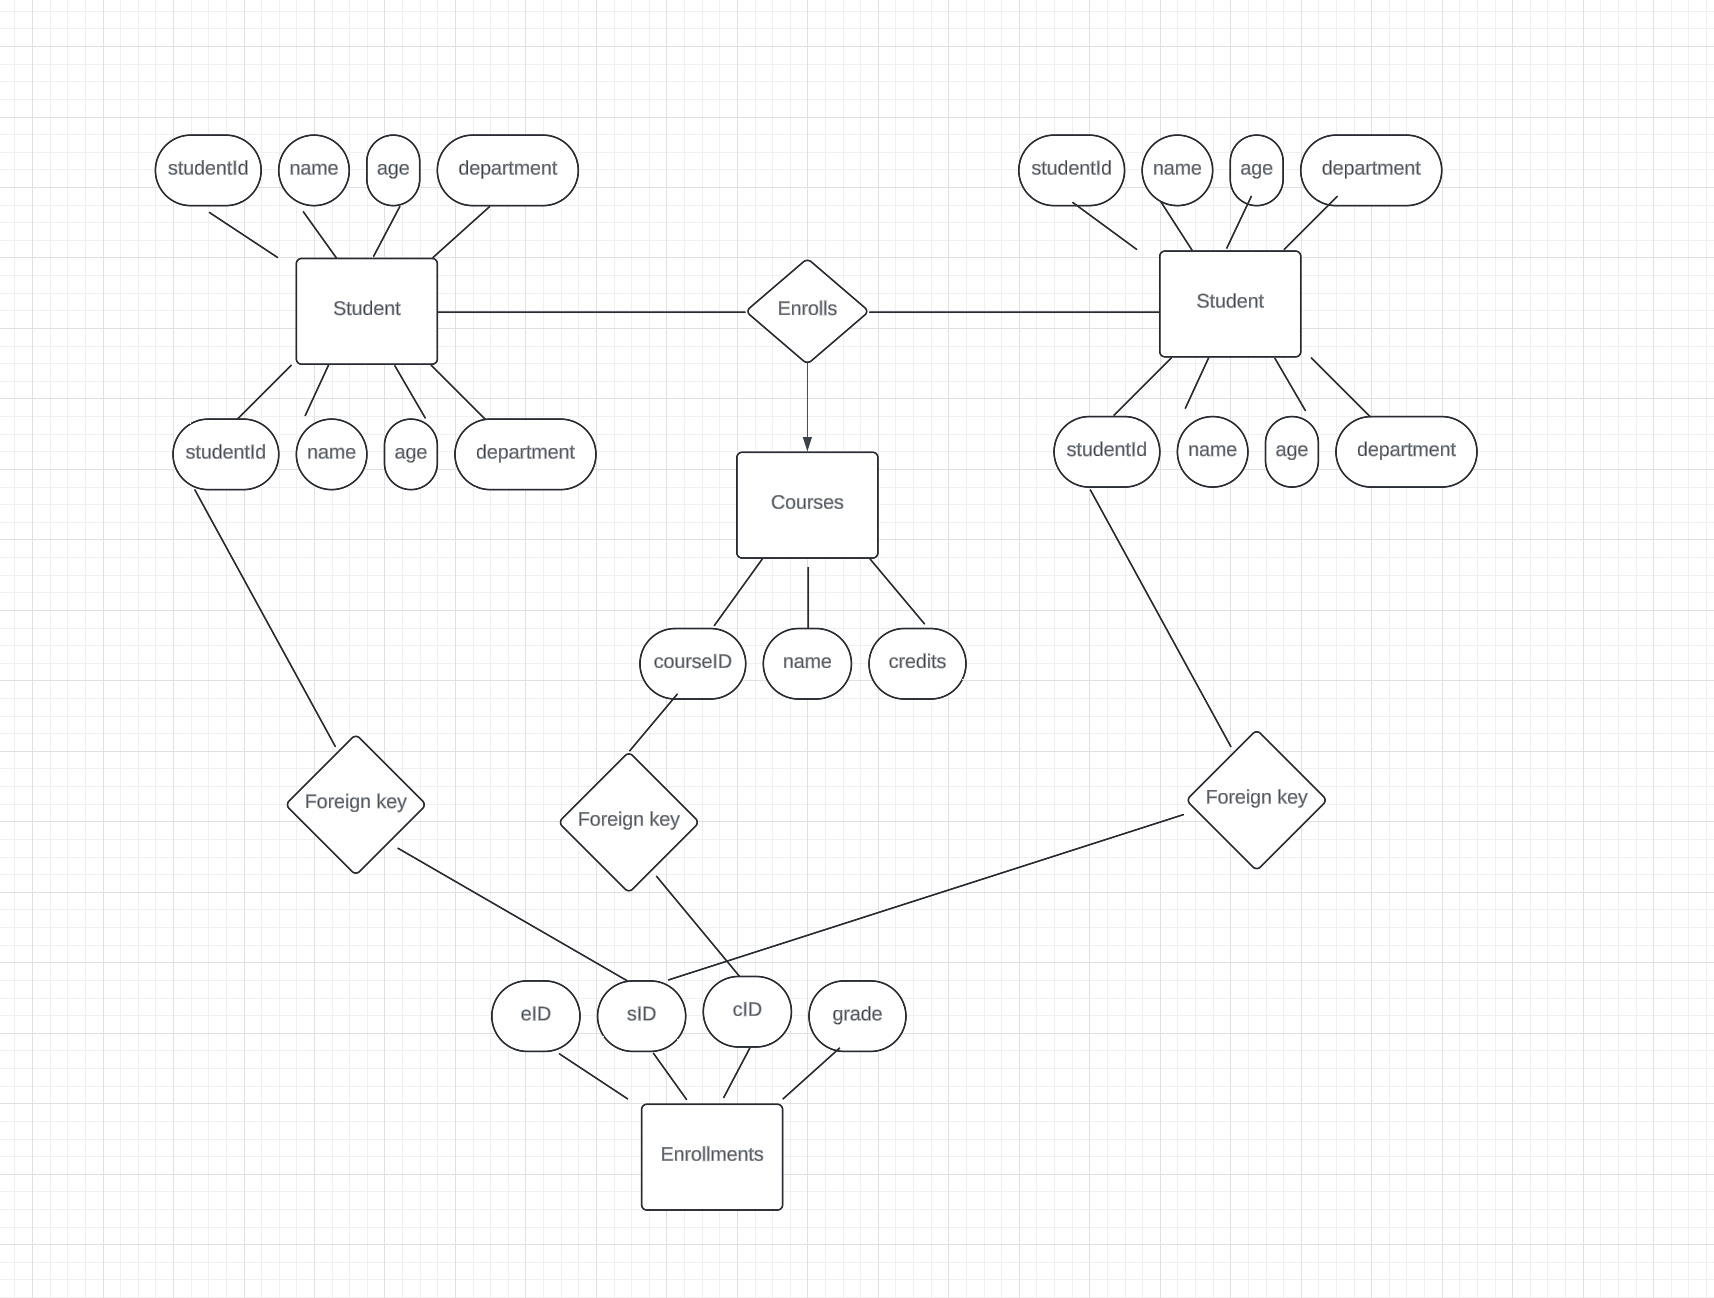 studentId
name
age
department
studentId
name
age
department
Student
Enrolls
Student
studentId
name
age
department
Courses
studentId
name
age
department
courseID
name
credits
Foreign key
Foreign key
Foreign key
eID
sID
cID
grade
Enrollments